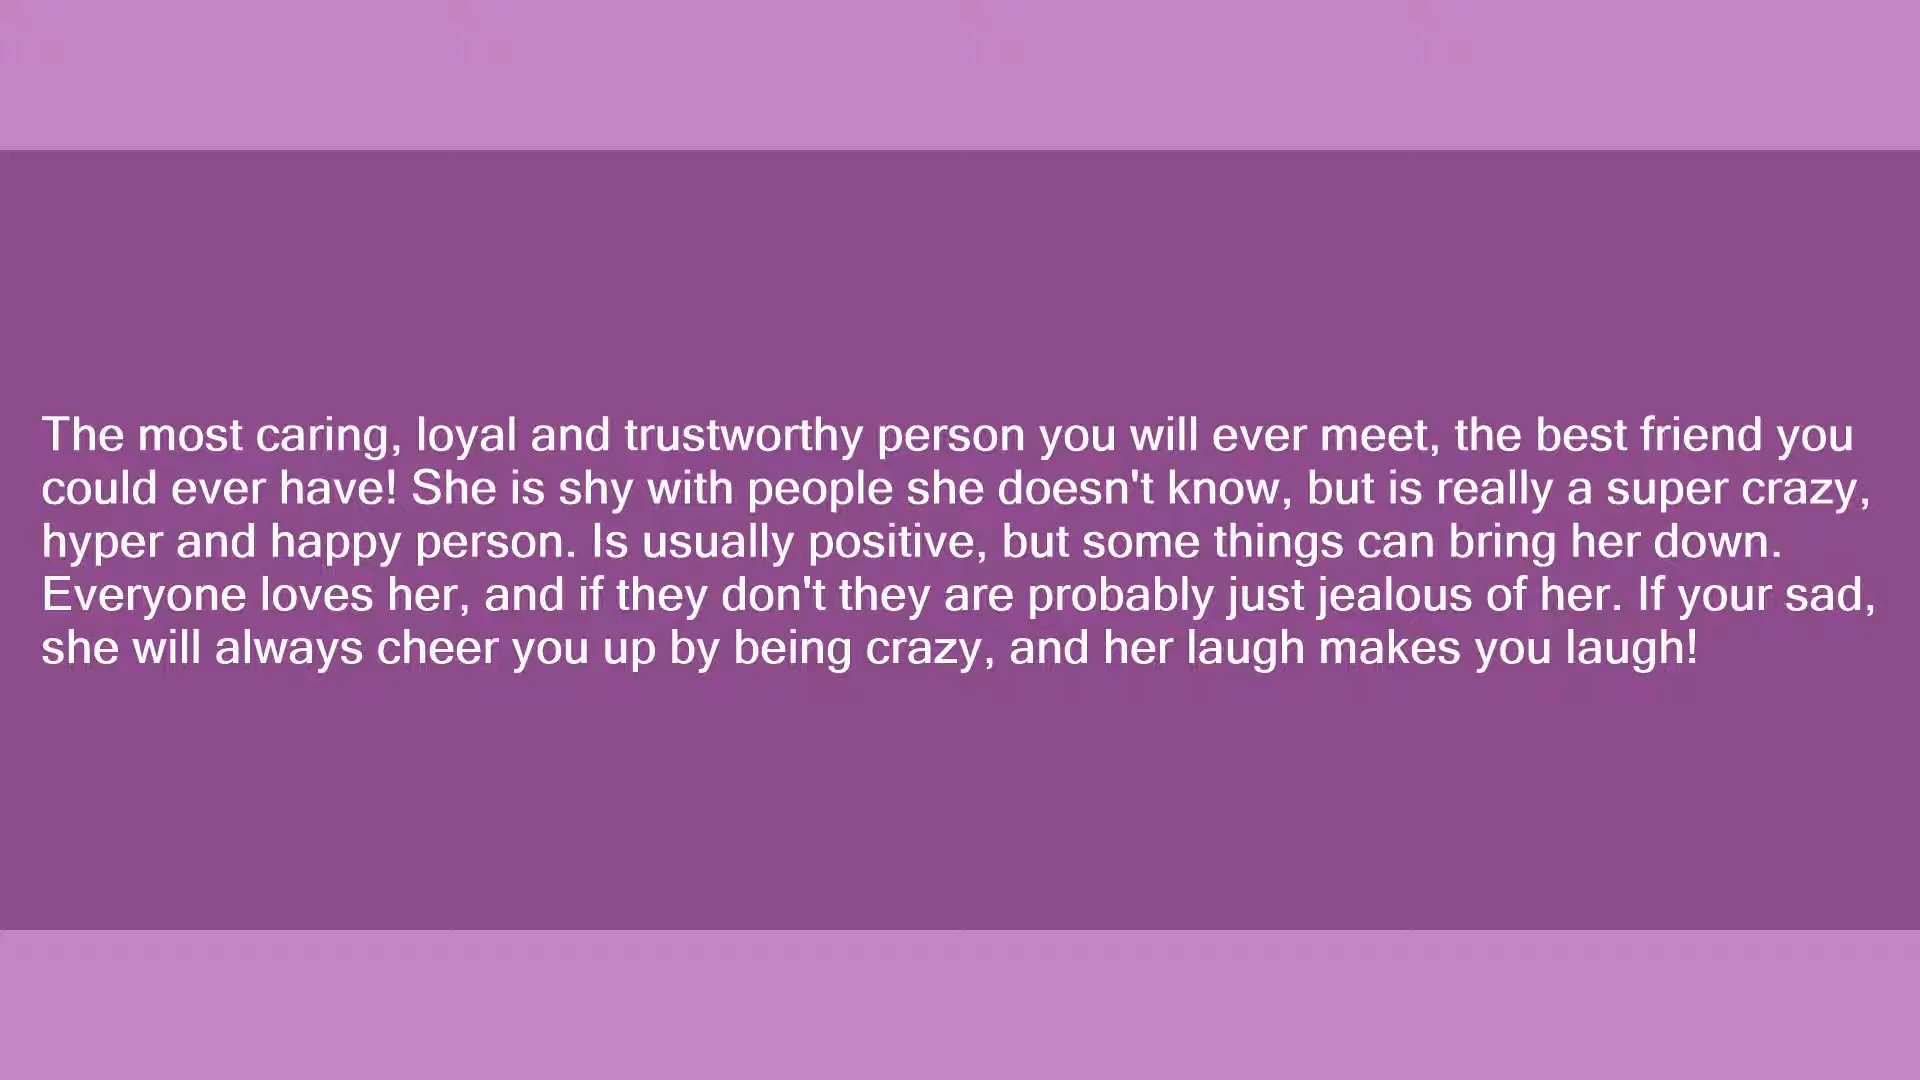 The most caring, loyal and trustworthy person you will ever meet, the best friend you
could ever have! She is shy with people she doesn't know, but is really a super crazy,
hyper and happy person. Is usually positive, but some things can bring her down.
Everyone loves her, and if they don't they are probably just jealous of her. If your sad,
she will always cheer you up by being crazy, and her laugh makes you laugh!